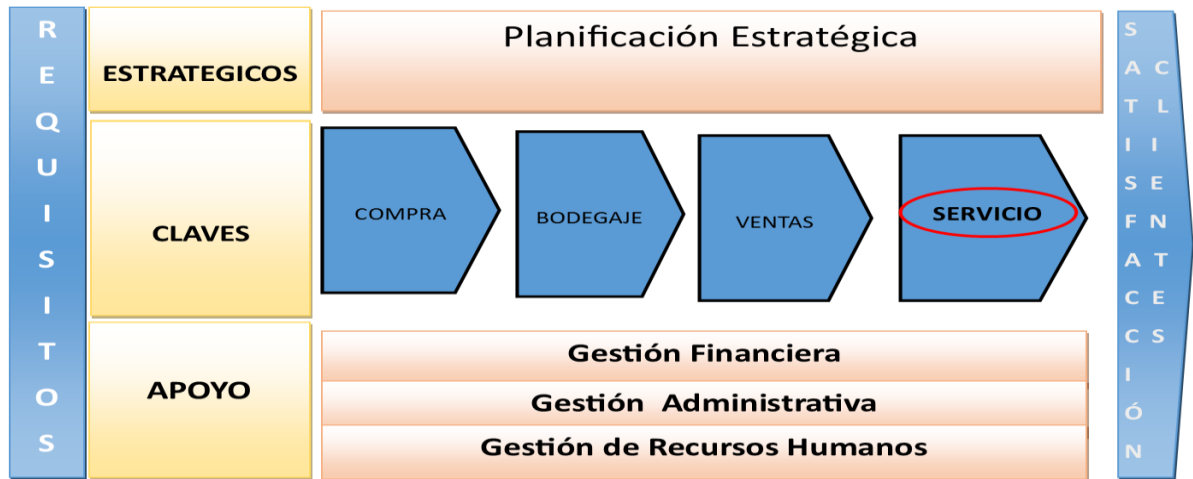 REQUISITOS
ESTRATEGICOS
Planificación Estratégica
CLAVES
COMPRA
BODEGAJE
VENTAS
SERVICIO
APOYO
Gestión Financiera
Gestión Administrativa
Gestión de Recursos Humanos
SATISFACCIÓN
CLIENTES